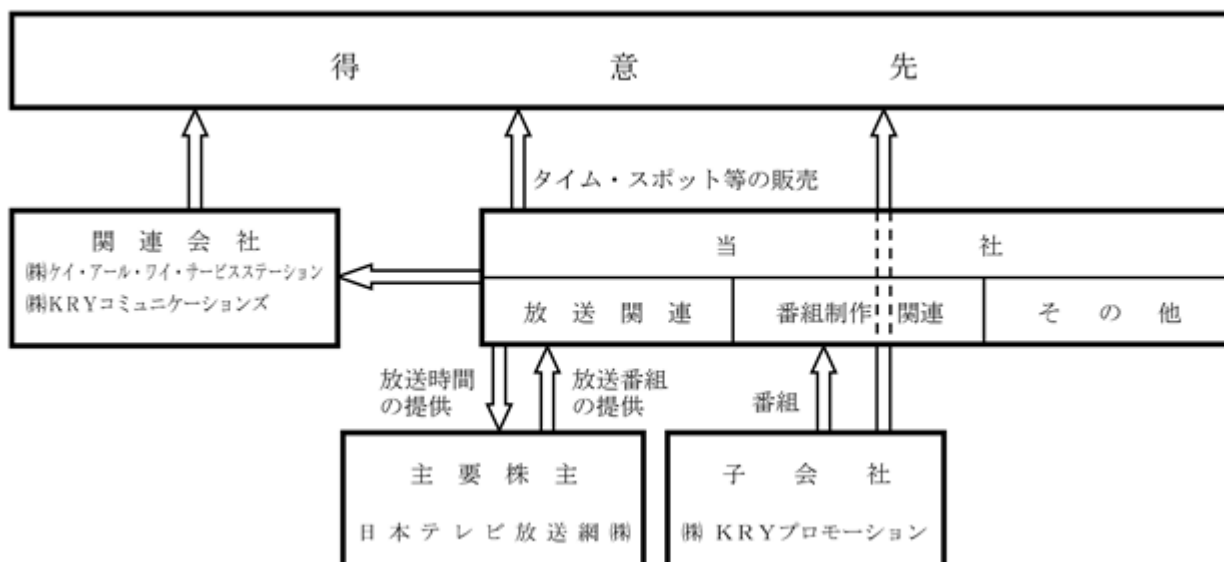 得意先
タイム・スポット等の販売
関連会社
㈱ケイ・アール・ワイ・サービスステーション
㈱KRYコミュニケーションズ
当社
放送関連
番組制作関連
その他
放送時間
の提供
放送番組
の提供
番組
主要株主
日本テレビ放送網㈱
子会社
㈱KRYプロモーション